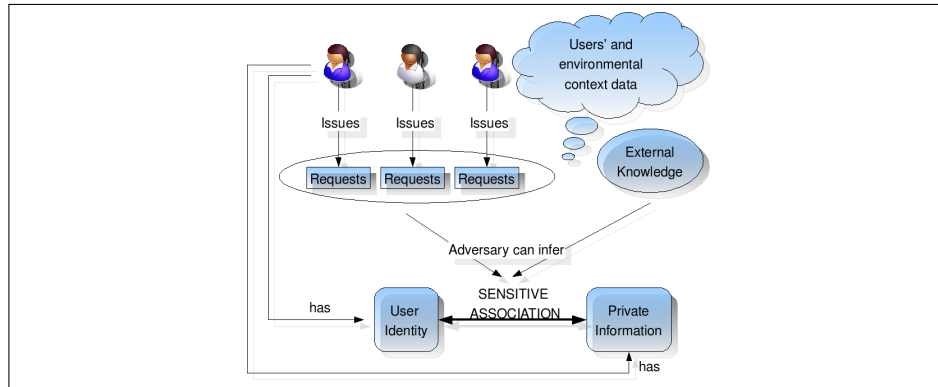 Users' and
environmental
context data
Issues
Issues
Issues
External
Knowledge
Requests
Requests
Requests
Adversary can infer
SENSITIVE
ASSOCIATION
has
User
Identity
Private
Information
has